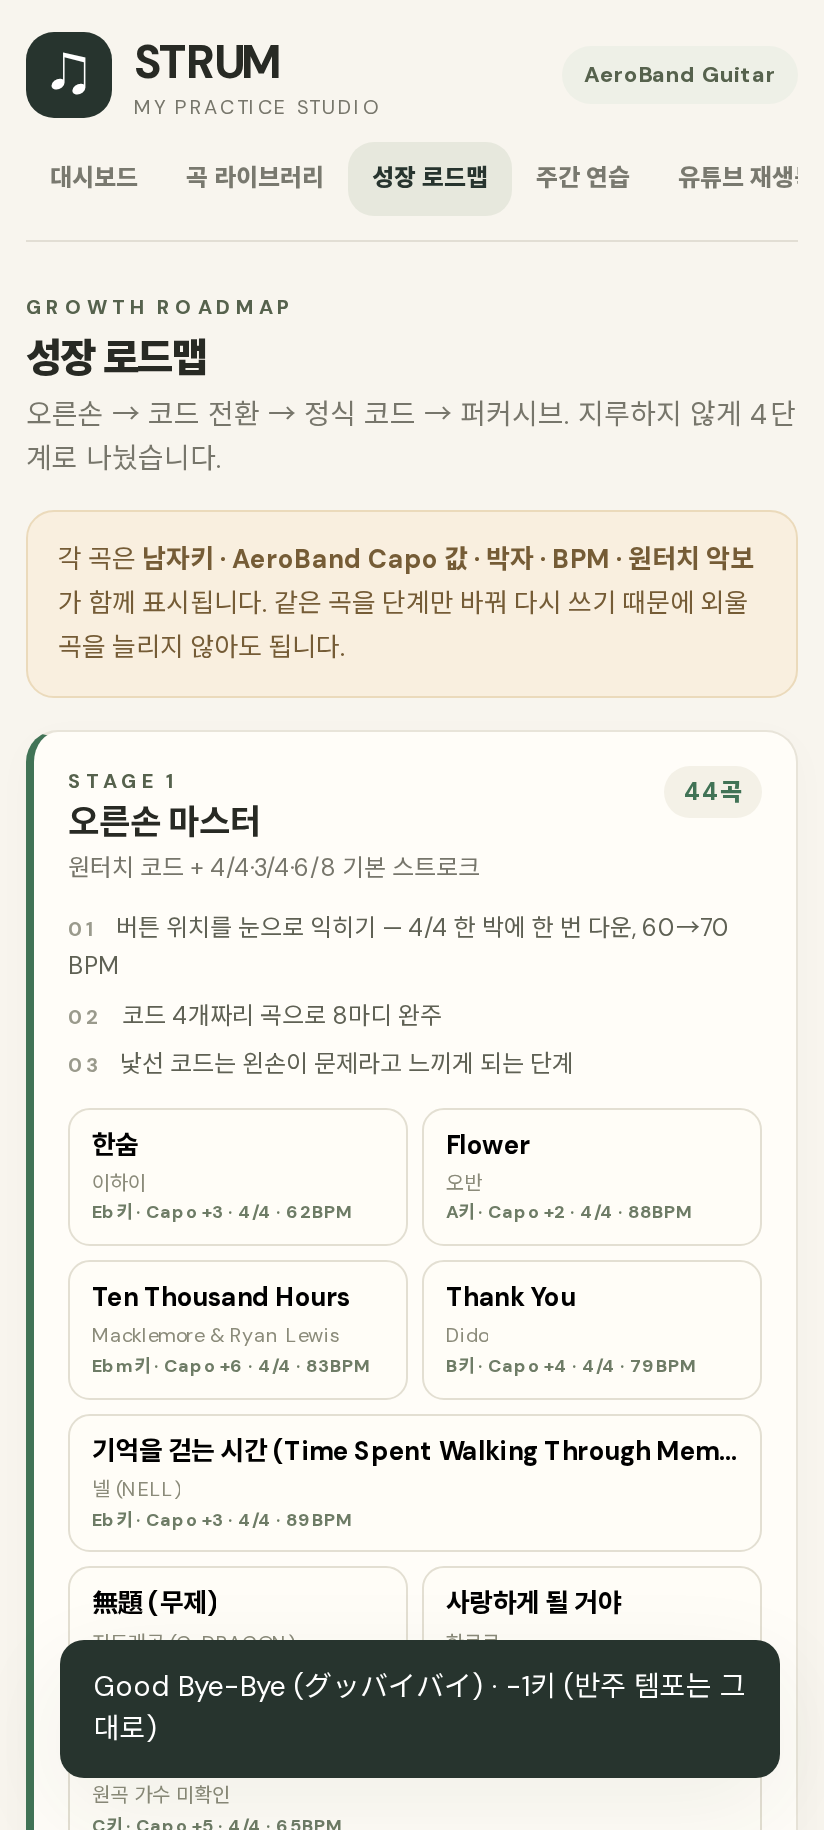 STRUM
MY PRACTICE STUDIO
AeroBand Guitar
대시보드 곡 라이브러리 성장 로드맵 주간 연습 유튜브 재생
GROWTH ROADMAP
성장 로드맵
오른손 → 코드 전환 → 정식 코드 → 퍼커시브. 지루하지 않게 4단
계로 나눴습니다.
각 곡은 남자키 · AeroBand Capo 값 · 박자 · BPM · 원터치 악보
가 함께 표시됩니다. 같은 곡을 단계만 바꿔 다시 쓰기 때문에 외울
곡을 늘리지 않아도 됩니다.
STAGE 1
44곡
오른손 마스터
원터치 코드 + 4/4·3/4·6/8 기본 스트로크
01 버튼 위치를 눈으로 익히기 — 4/4 한 박에 한 번 다운, 60→70
BPM
02 코드 4개짜리 곡으로 8마디 완주
03 낯선 코드는 왼손이 문제라고 느끼게 되는 단계
한숨
이하이
Eb키 · Capo +3 · 4/4 · 62BPM
Flower
오반
A키 · Capo +2 · 4/4 · 88BPM
Ten Thousand Hours
Macklemore & Ryan Lewis
Ebm키 · Capo +6 · 4/4 · 83BPM
Thank You
Dido
B키 · Capo +4 · 4/4 · 79BPM
기억을 걷는 시간 (Time Spent Walking Through Mem...
넬 (NELL)
Eb키 · Capo +3 · 4/4 · 89BPM
無題 (무제)
사랑하게 될 거야
Good Bye-Bye (グッバイバイ) · -1키 (반주 템포는 그
대로)
원곡 가수 미확인
C키 · Capo +5 · 4/4 · 65BPM